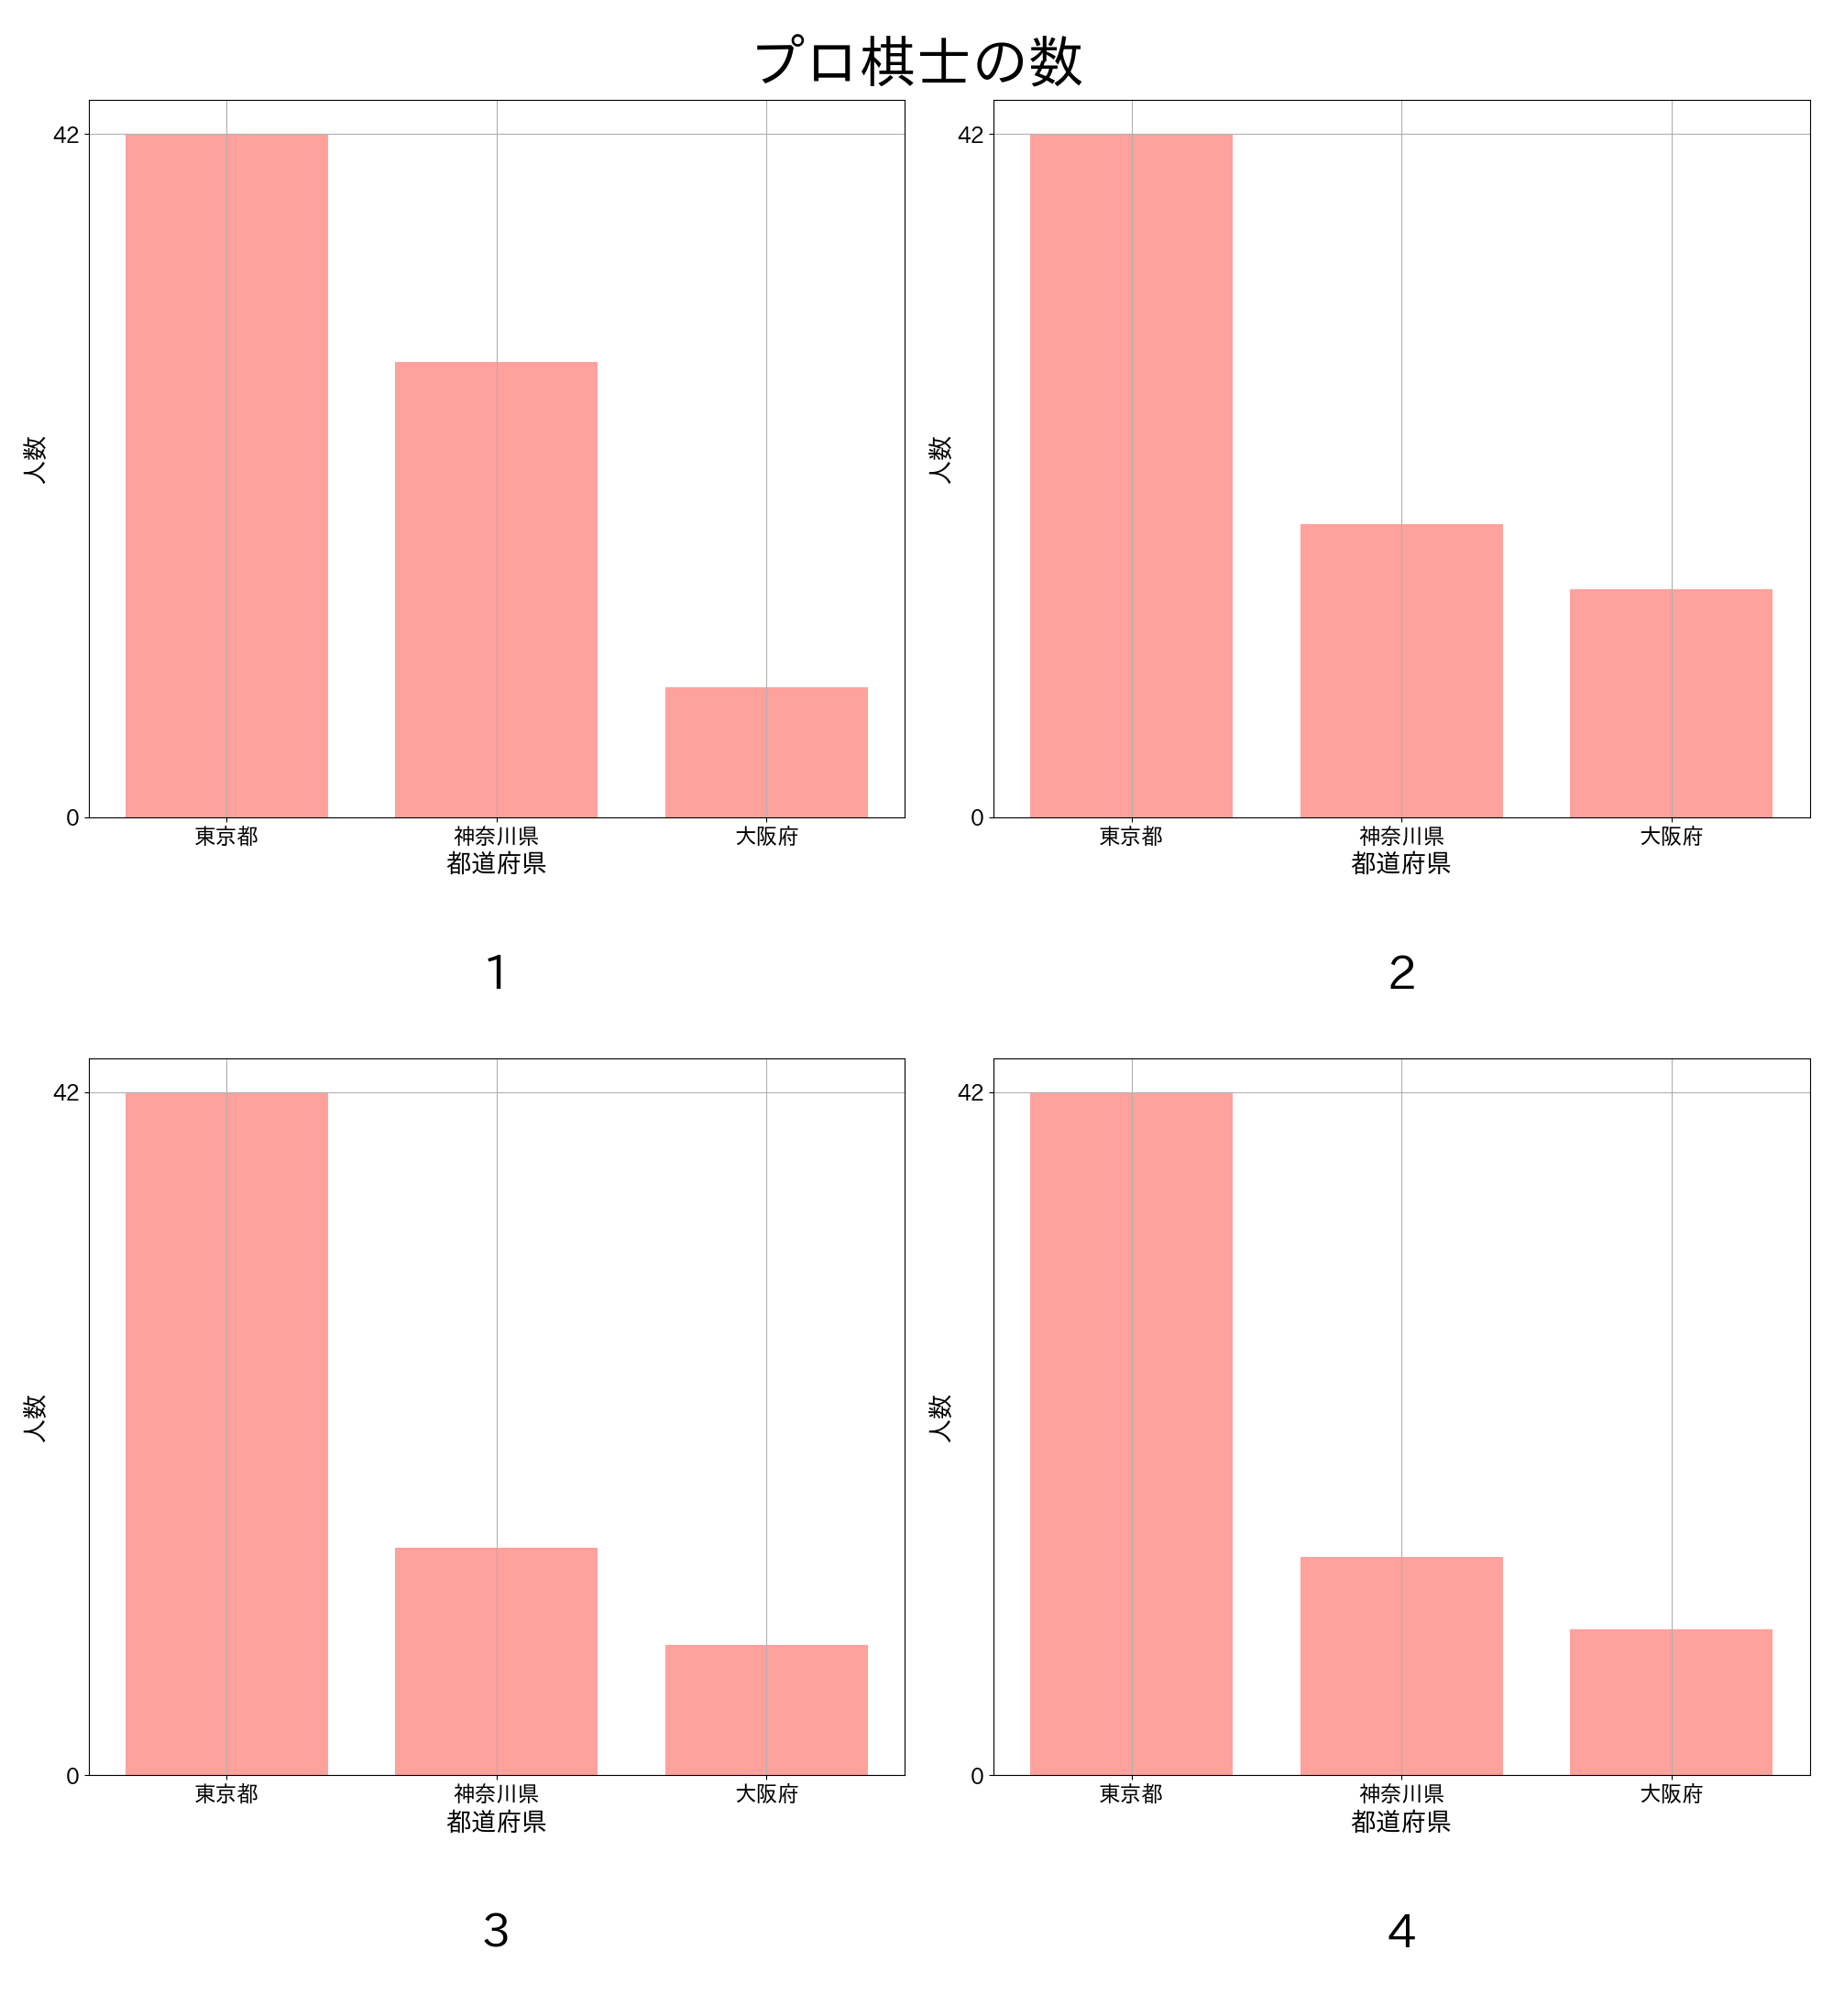 プロ棋士の数
42
0
人数
東京都 神奈川県 大阪府
都道府県
1
42
0
人数
東京都 神奈川県 大阪府
都道府県
2
42
0
人数
東京都 神奈川県 大阪府
都道府県
3
42
0
人数
東京都 神奈川県 大阪府
都道府県
4